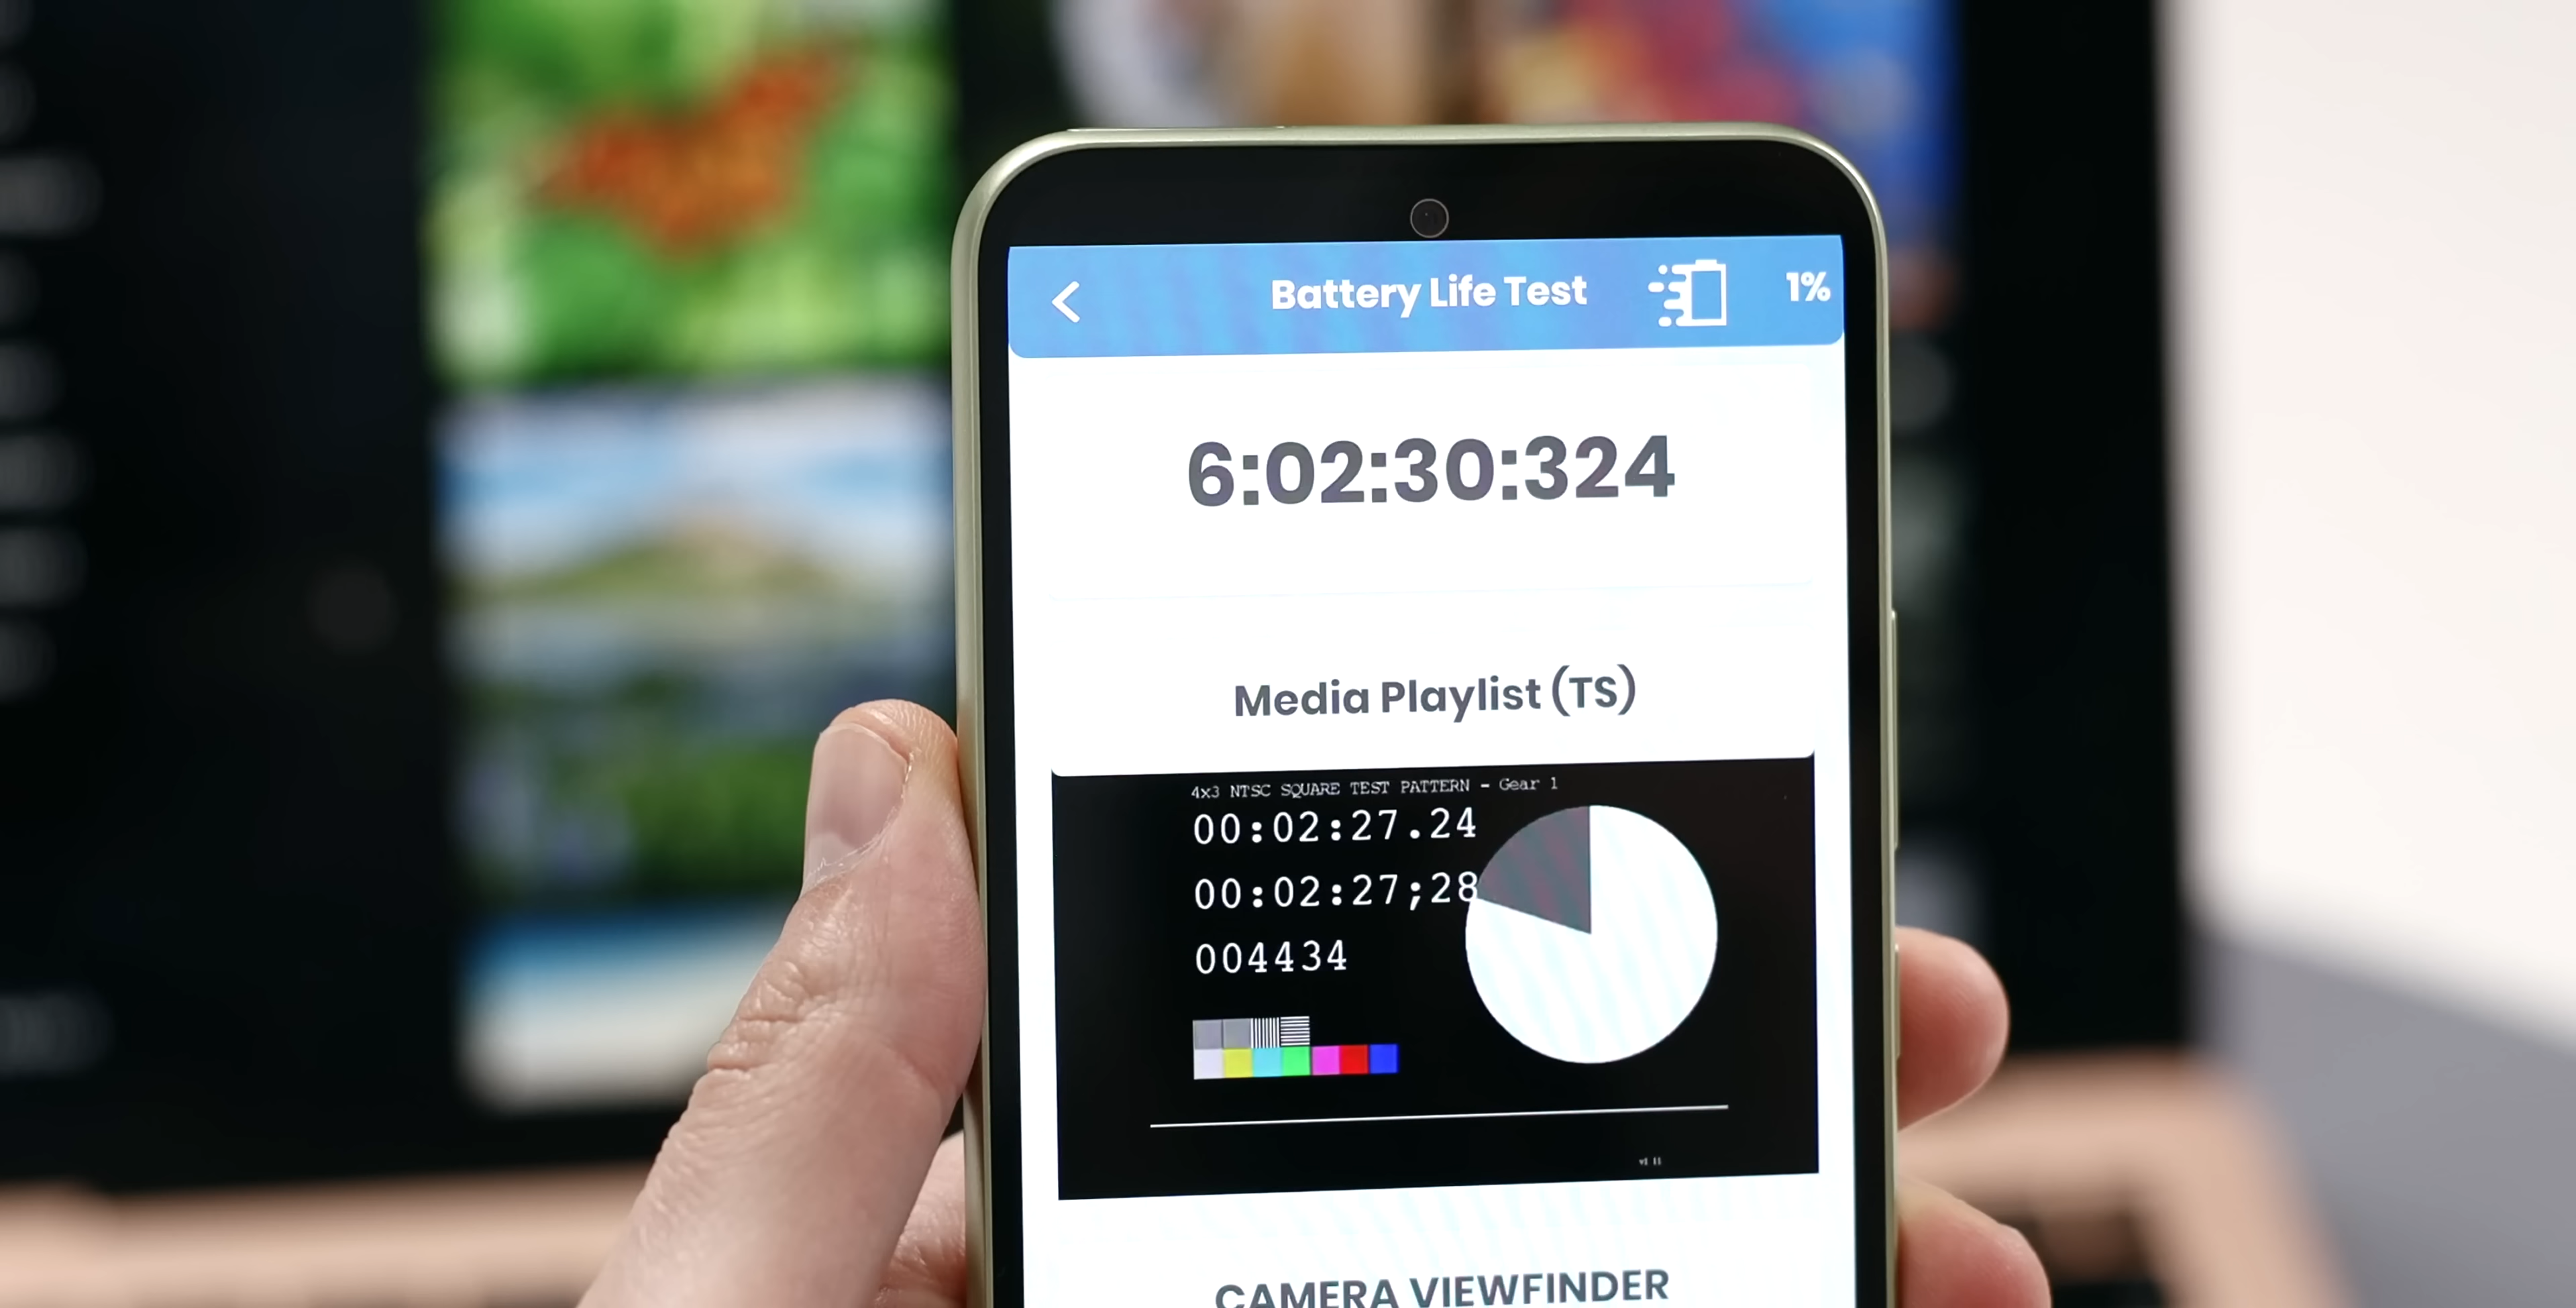 Battery Life Test
1%
6:02:30:324
Media Playlist (TS)
4x3 NTSC SQUARE TEST PATTERN - Gear 1
00:02:27.24
00:02:27;28
004434
CAMERA VIEWFINDER